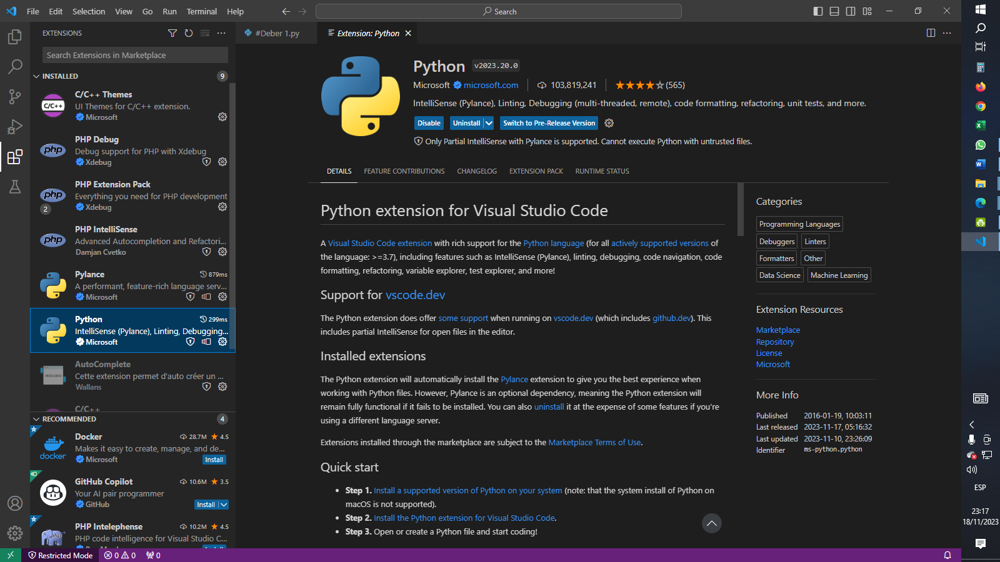 File Edit Selection View Go Run Terminal Help
Search
EXTENSIONS
#Deber 1.py
Extension: Python
Search Extensions in Marketplace
INSTALLED
9
C/C++
C/C++ Themes
UI Themes for C/C++ extension.
Microsoft
php
PHP Debug
Debug support for PHP with Xdebug
Xdebug
php
2
PHP Extension Pack
Everything you need for PHP development
Xdebug
php
PHP IntelliSense
Advanced Autocompletion and Refactori...
Damjan Cvetko
Pylance
879ms
A performant, feature-rich language serv...
Microsoft
Python
299ms
IntelliSense (Pylance), Linting, Debugging...
Microsoft
AutoComplete
Cette extension permet d'auto créer un ...
Wallans
C/C++
RECOMMENDED
4
docker
Docker
28.7M
4.5
Makes it easy to create, manage, and de...
Microsoft
Install
GitHub Copilot
10.6M
3.5
Your AI pair programmer
GitHub
Install
php
PHP Intelephense
10.2M
4.5
PHP code intelligence for Visual Studio C...
Python
v2023.20.0
Microsoft
microsoft.com
103,819,241
(565)
IntelliSense (Pylance), Linting, Debugging (multi-threaded, remote), code formatting, refactoring, unit tests, and more.
Disable
Uninstall
Switch to Pre-Release Version
Only Partial IntelliSense with Pylance is supported. Cannot execute Python with untrusted files.
DETAILS FEATURE CONTRIBUTIONS CHANGELOG EXTENSION PACK RUNTIME STATUS
Python extension for Visual Studio Code
A Visual Studio Code extension with rich support for the Python language (for all actively supported versions of
the language: >=3.7), including features such as IntelliSense (Pylance), linting, debugging, code navigation, code
formatting, refactoring, variable explorer, test explorer, and more!
Support for vscode.dev
The Python extension does offer some support when running on vscode.dev (which includes github.dev). This
includes partial IntelliSense for open files in the editor.
Installed extensions
The Python extension will automatically install the Pylance extension to give you the best experience when
working with Python files. However, Pylance is an optional dependency, meaning the Python extension will
remain fully functional if it fails to be installed. You can also uninstall it at the expense of some features if you're
using a different language server.
Extensions installed through the marketplace are subject to the Marketplace Terms of Use.
Quick start
• Step 1. Install a supported version of Python on your system (note: that the system install of Python on
macOS is not supported).
• Step 2. Install the Python extension for Visual Studio Code.
• Step 3. Open or create a Python file and start coding!
Categories
Programming Languages
Debuggers
Linters
Formatters
Other
Data Science
Machine Learning
Extension Resources
Marketplace
Repository
License
Microsoft
More Info
Published 2016-01-19, 10:03:11
Last released 2023-11-17, 05:16:32
Last updated 2023-11-10, 23:26:09
Identifier ms-python.python
Restricted Mode
0
0
0
ESP
23:17
18/11/2023